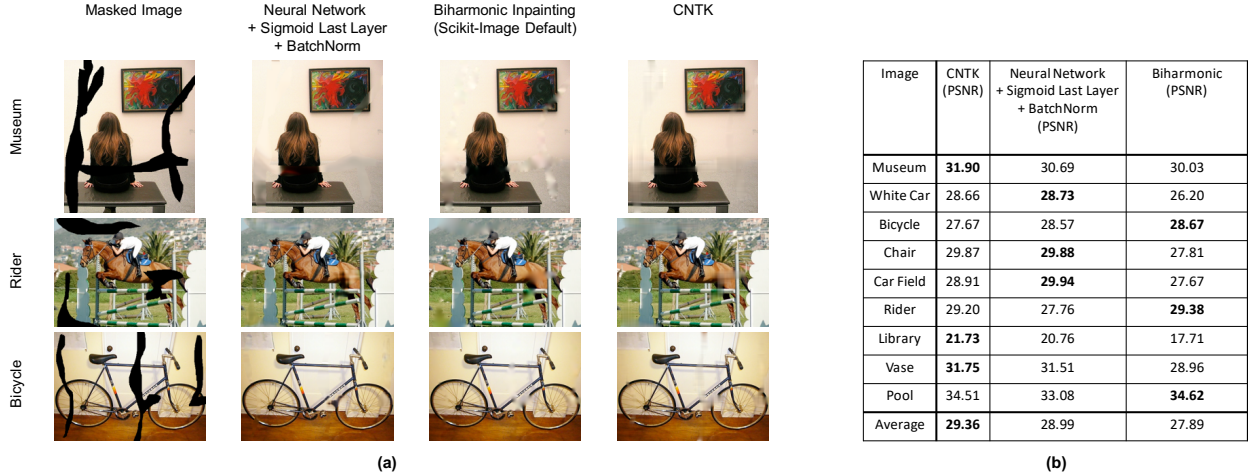 Masked Image
Neural Network
+ Sigmoid Last Layer
+ BatchNorm
Biharmonic Inpainting
(Scikit-Image Default)
CNTK
Museum
Rider
Bicycle
(a)
Image CNTK (PSNR) Neural Network + Sigmoid Last Layer + BatchNorm (PSNR) Biharmonic (PSNR)
Museum 31.90 30.69 30.03
White Car 28.66 28.73 26.20
Bicycle 27.67 28.57 28.67
Chair 29.87 29.88 27.81
Car Field 28.91 29.94 27.67
Rider 29.20 27.76 29.38
Library 21.73 20.76 17.71
Vase 31.75 31.51 28.96
Pool 34.51 33.08 34.62
Average 29.36 28.99 27.89
(b)